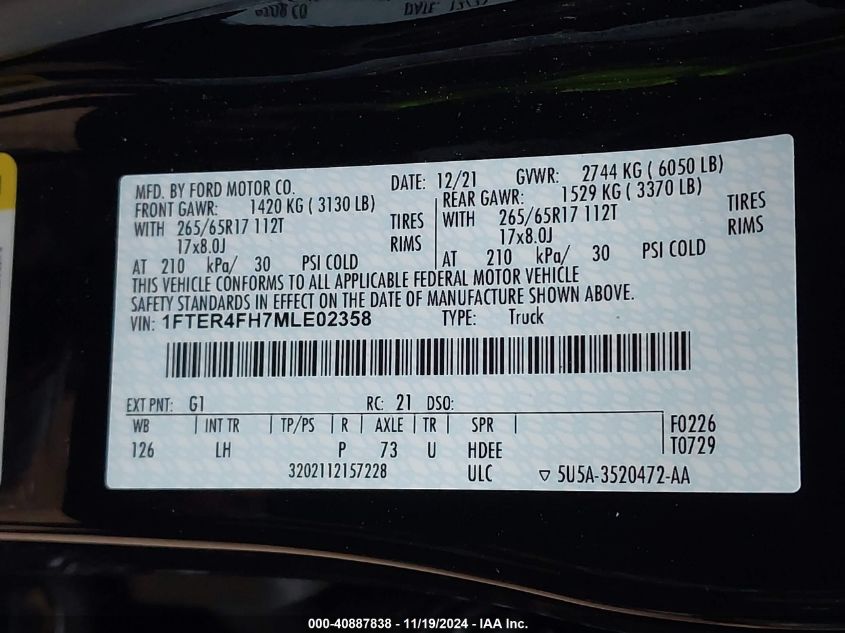 MFD. BY FORD MOTOR CO. DATE: 12/21 GVWR: 2744 KG ( 6050 LB)
FRONT GAWR: 1420 KG ( 3130 LB) REAR GAWR: 1529 KG ( 3370 LB)
WITH 265/65R17 112T TIRES WITH 265/65R17 112T TIRES
17x8.0J RIMS 17x8.0J RIMS
AT 210 kPa/ 30 PSI COLD AT 210 kPa/ 30 PSI COLD
THIS VEHICLE CONFORMS TO ALL APPLICABLE FEDERAL MOTOR VEHICLE
SAFETY STANDARDS IN EFFECT ON THE DATE OF MANUFACTURE SHOWN ABOVE.
VIN: 1FTER4FH7MLE02358 TYPE: Truck
EXT PNT: G1 RC: 21 DSO:
WB | INT TR | TP/PS | R | AXLE | TR | SPR | F0226
126 LH P 73 U HDEE T0729
3202112157228 ULC ▽ 5U5A-3520472-AA
000-40887838 - 11/19/2024 - IAA Inc.